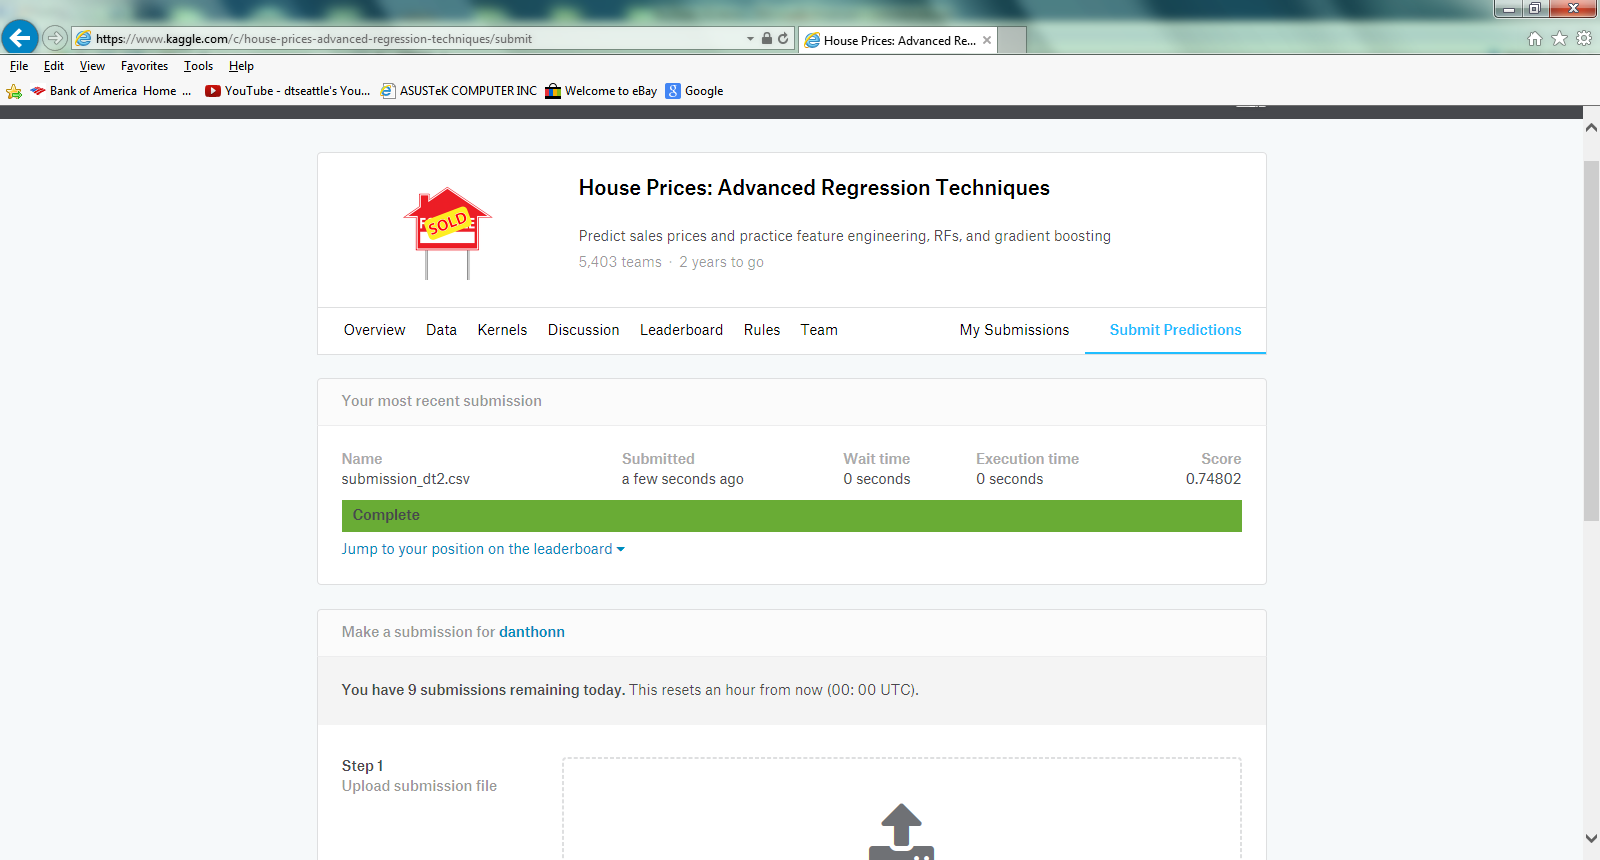 https://www.kaggle.com/c/house-prices-advanced-regression-techniques/submit
House Prices: Advanced Re...
File Edit View Favorites Tools Help
Bank of America Home ... YouTube - dtseattle's You... ASUSTeK COMPUTER INC Welcome to eBay Google
SOLD
House Prices: Advanced Regression Techniques
Predict sales prices and practice feature engineering, RFs, and gradient boosting
5,403 teams · 2 years to go
Overview Data Kernels Discussion Leaderboard Rules Team My Submissions Submit Predictions
Your most recent submission
Name Submitted Wait time Execution time Score
submission_dt2.csv a few seconds ago 0 seconds 0 seconds 0.74802
Complete
Jump to your position on the leaderboard
Make a submission for danthonn
You have 9 submissions remaining today. This resets an hour from now (00: 00 UTC).
Step 1
Upload submission file